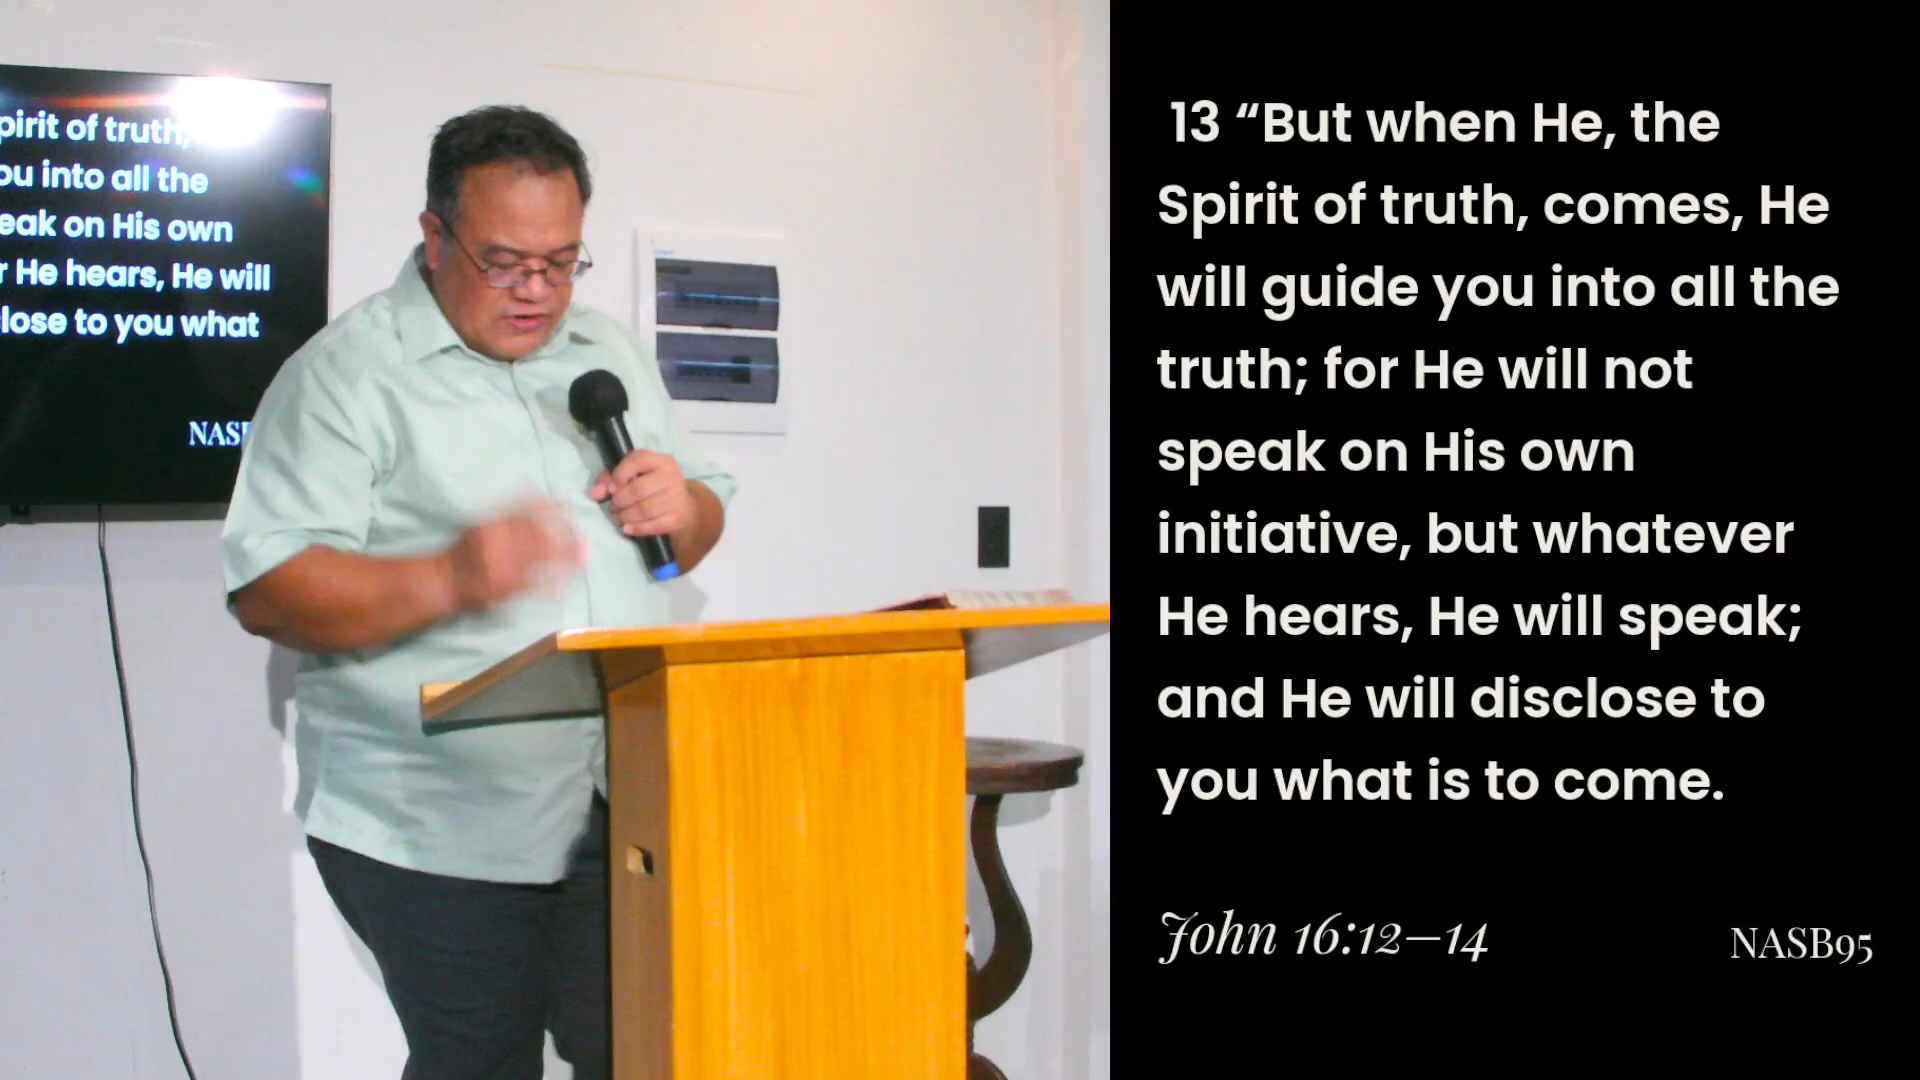 pirit of truth,
ou into all the
eak on His own
r He hears, He will
lose to you what
NAS
13 “But when He, the
Spirit of truth, comes, He
will guide you into all the
truth; for He will not
speak on His own
initiative, but whatever
He hears, He will speak;
and He will disclose to
you what is to come.
John 16:12–14
NASB95